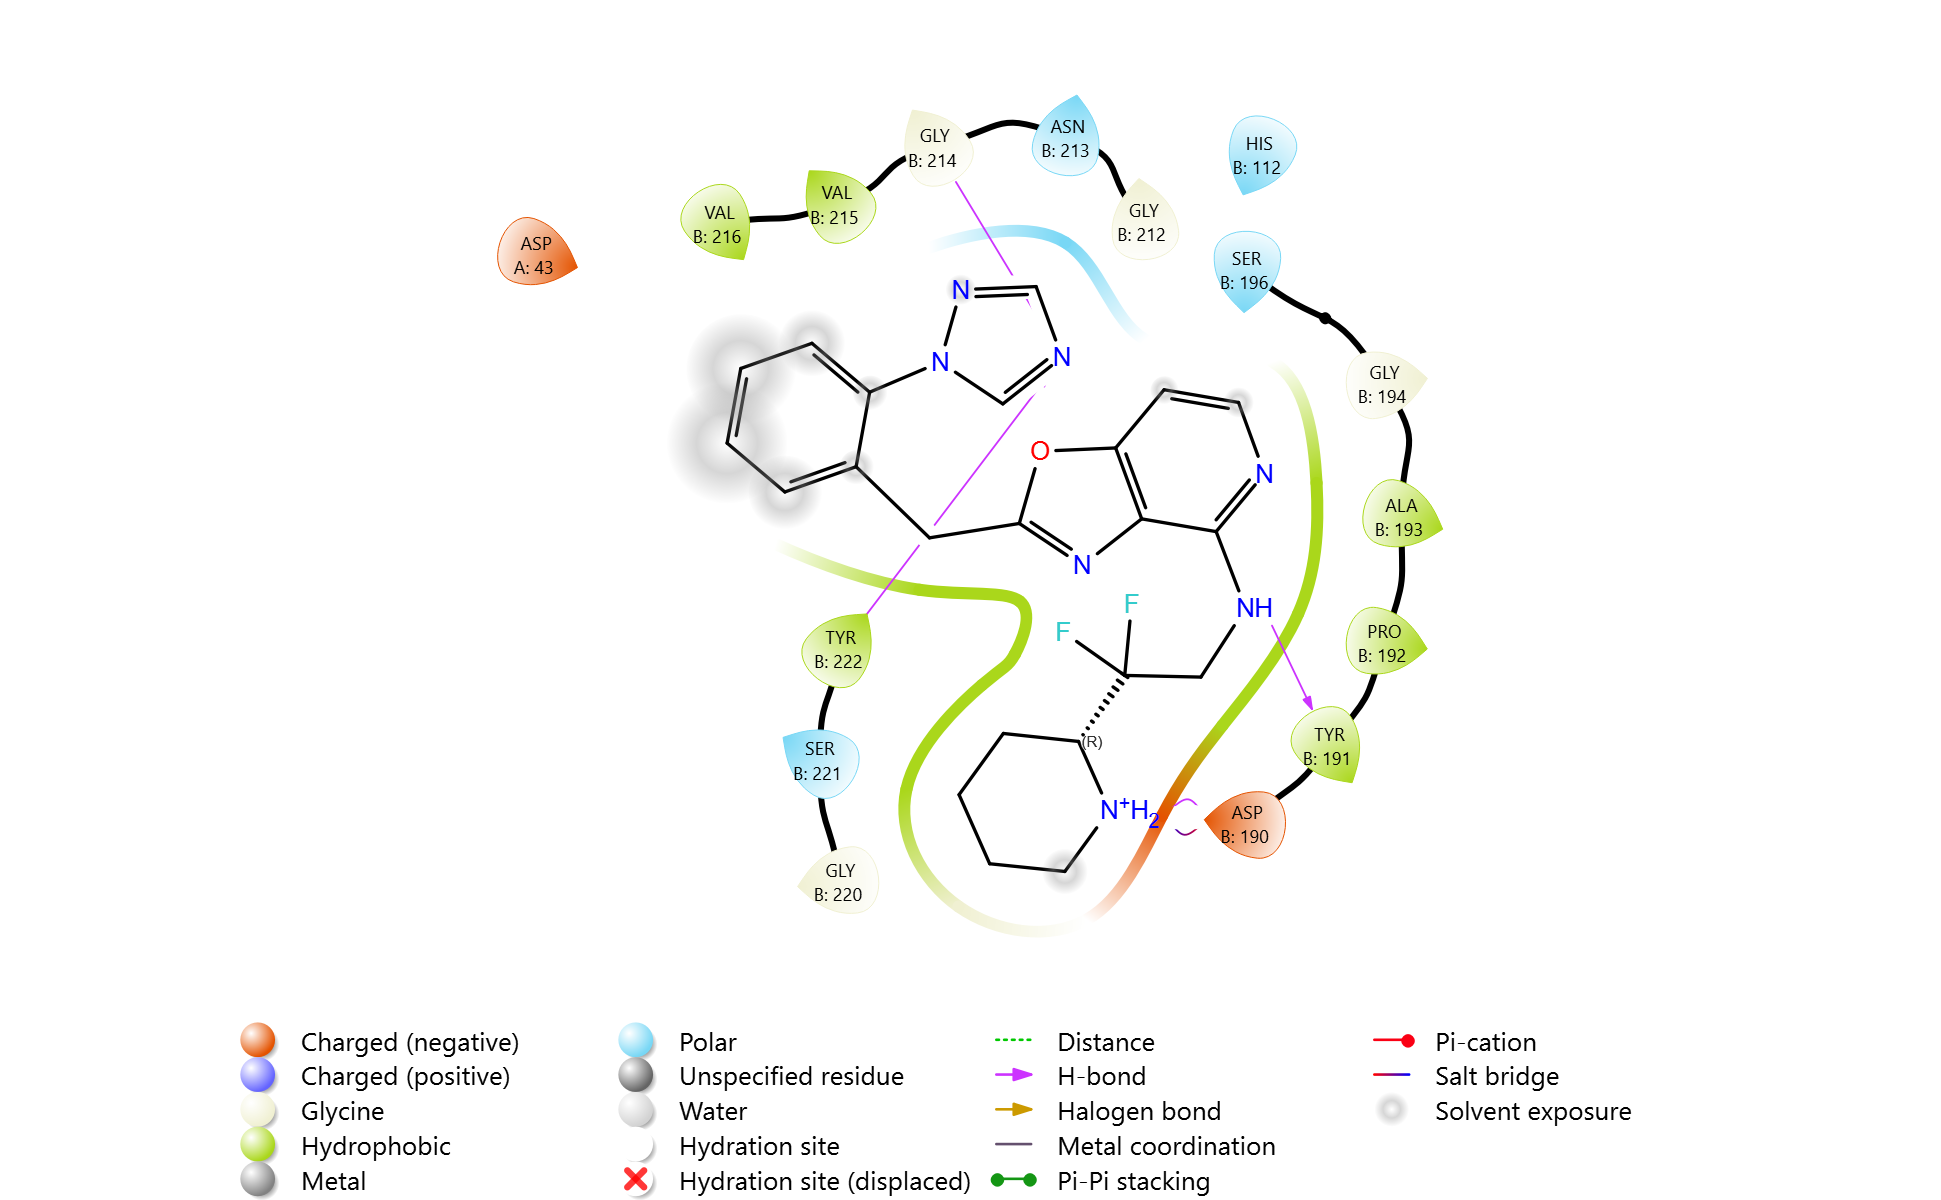 GLY
B: 214
ASN
B: 213
HIS
B: 112
VAL
B: 215
VAL
B: 216
GLY
B: 212
ASP
A: 43
SER
B: 196
N
N
N
GLY
B: 194
O
N
ALA
B: 193
N
NH
F
F
TYR
B: 222
PRO
B: 192
(R)
TYR
B: 191
SER
B: 221
N⁺H₂
ASP
B: 190
GLY
B: 220
Charged (negative)
Charged (positive)
Glycine
Hydrophobic
Metal
Polar
Unspecified residue
Water
Hydration site
Hydration site (displaced)
Distance
H-bond
Halogen bond
Metal coordination
Pi-Pi stacking
Pi-cation
Salt bridge
Solvent exposure